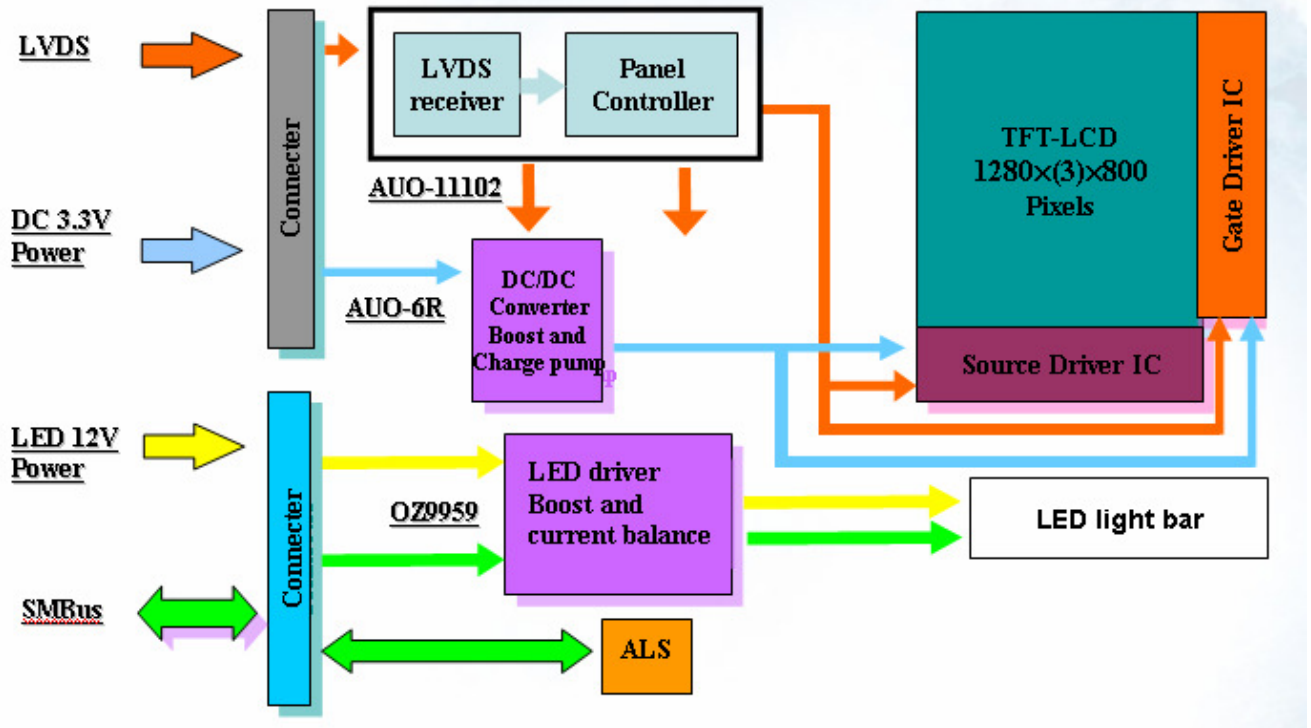 LVDS
Connecter
LVDS
receiver
Panel
Controller
AUO-11102
TFT-LCD
1280×(3)×800
Pixels
Gate Driver IC
DC 3.3V
Power
AUO-6R
DC/DC
Converter
Boost and
Charge pump
Source Driver IC
LED 12V
Power
Connecter
OZ9959
LED driver
Boost and
current balance
LED light bar
SMBus
ALS